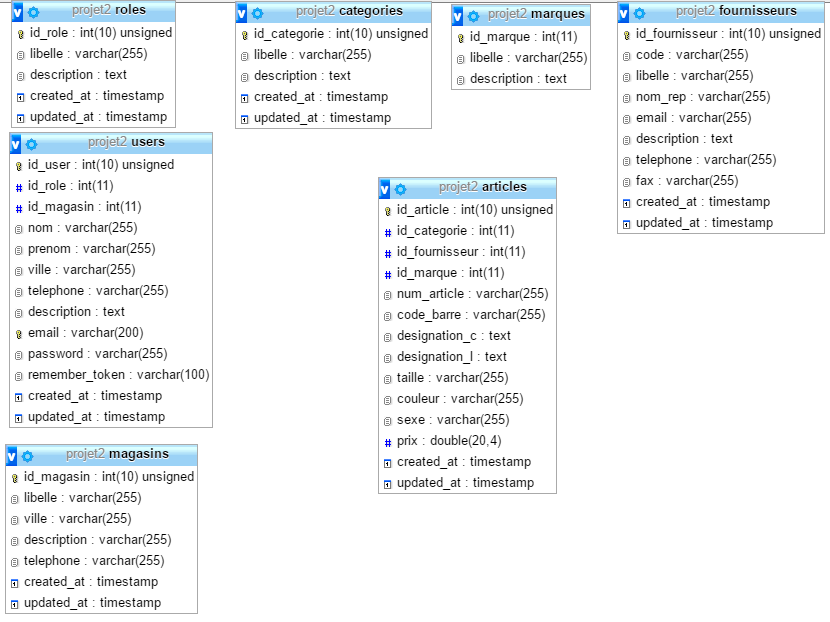 projet2 roles
id_role : int(10) unsigned
libelle : varchar(255)
description : text
created_at : timestamp
updated_at : timestamp
projet2 categories
id_categorie : int(10) unsigned
libelle : varchar(255)
description : text
created_at : timestamp
updated_at : timestamp
projet2 marques
id_marque : int(11)
libelle : varchar(255)
description : text
projet2 fournisseurs
id_fournisseur : int(10) unsigned
code : varchar(255)
libelle : varchar(255)
nom_rep : varchar(255)
email : varchar(255)
description : text
telephone : varchar(255)
fax : varchar(255)
created_at : timestamp
updated_at : timestamp
projet2 users
id_user : int(10) unsigned
id_role : int(11)
id_magasin : int(11)
nom : varchar(255)
prenom : varchar(255)
ville : varchar(255)
telephone : varchar(255)
description : text
email : varchar(200)
password : varchar(255)
remember_token : varchar(100)
created_at : timestamp
updated_at : timestamp
projet2 articles
id_article : int(10) unsigned
id_categorie : int(11)
id_fournisseur : int(11)
id_marque : int(11)
num_article : varchar(255)
code_barre : varchar(255)
designation_c : text
designation_l : text
taille : varchar(255)
couleur : varchar(255)
sexe : varchar(255)
prix : double(20,4)
created_at : timestamp
updated_at : timestamp
projet2 magasins
id_magasin : int(10) unsigned
libelle : varchar(255)
ville : varchar(255)
description : varchar(255)
telephone : varchar(255)
created_at : timestamp
updated_at : timestamp